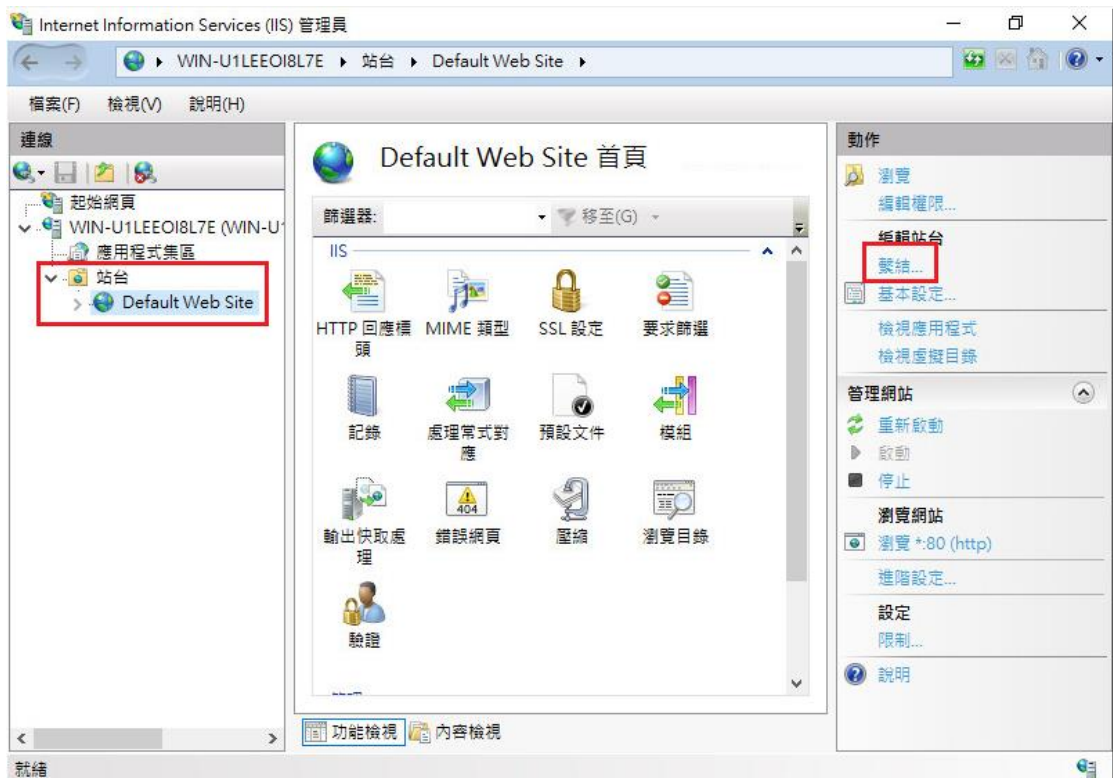 Internet Information Services (IIS) 管理員
WIN-U1LEEOI8L7E 站台 Default Web Site
檔案(F) 檢視(V) 說明(H)
連線
起始網頁
WIN-U1LEEOI8L7E (WIN-U1
應用程式集區
站台
Default Web Site
Default Web Site 首頁
篩選器:
移至(G)
IIS
HTTP 回應標
頭
MIME 類型
SSL 設定
要求篩選
記錄
處理常式對
應
預設文件
模組
輸出快取處
理
404
錯誤網頁
壓縮
瀏覽目錄
驗證
功能檢視
內容檢視
動作
瀏覽
編輯權限...
編輯站台
繫結...
基本設定...
檢視應用程式
檢視虛擬目錄
管理網站
重新啟動
啟動
停止
瀏覽網站
瀏覽 *:80 (http)
進階設定...
設定
限制...
說明
就緒